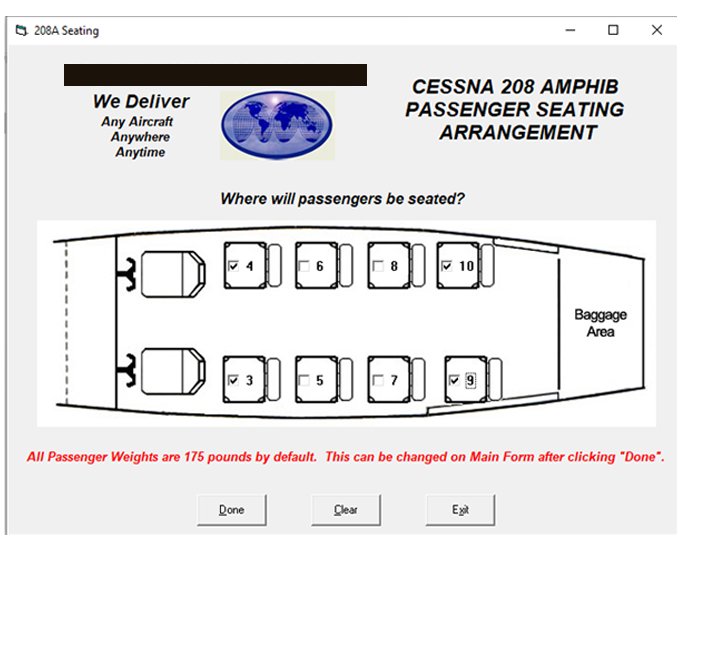 208A Seating
We Deliver
Any Aircraft
Anywhere
Anytime
CESSNA 208 AMPHIB
PASSENGER SEATING
ARRANGEMENT
Where will passengers be seated?
4 6 8 10
Baggage
Area
3 5 7 9
All Passenger Weights are 175 pounds by default. This can be changed on Main Form after clicking "Done".
Done Clear Exit